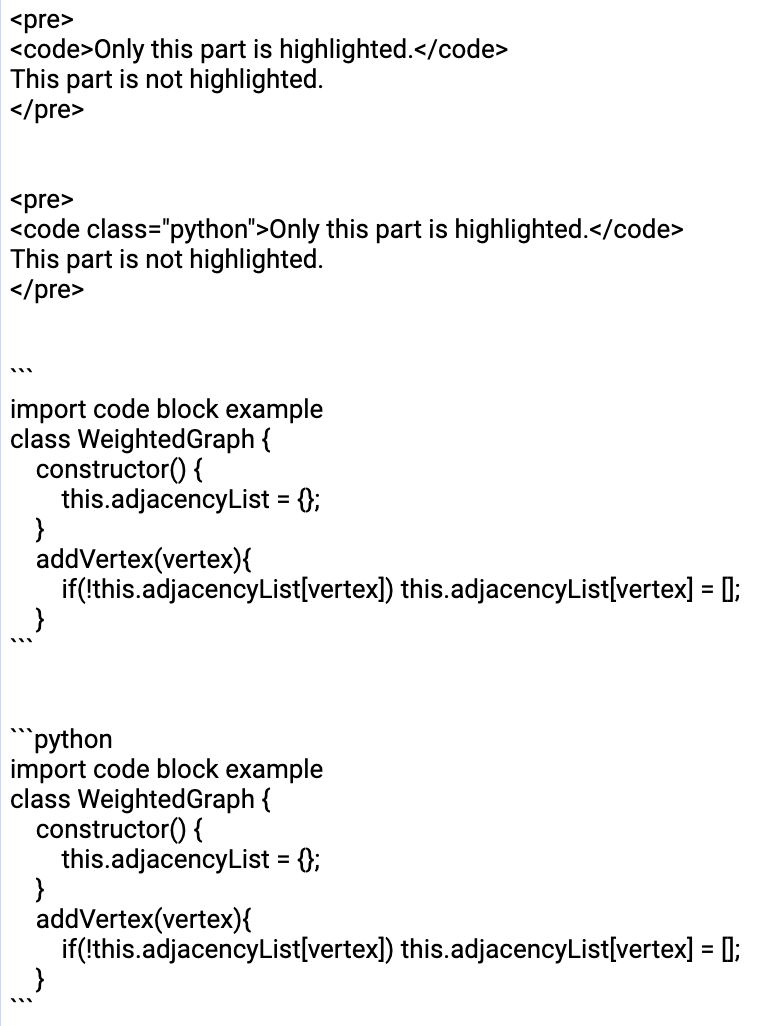 <pre>
<code>Only this part is highlighted.</code>
This part is not highlighted.
</pre>
<pre>
<code class="python">Only this part is highlighted.</code>
This part is not highlighted.
</pre>
```
import code block example
class WeightedGraph {
    constructor() {
        this.adjacencyList = {};
    }
    addVertex(vertex){
        if(!this.adjacencyList[vertex]) this.adjacencyList[vertex] = [];
    }
```
```python
import code block example
class WeightedGraph {
    constructor() {
        this.adjacencyList = {};
    }
    addVertex(vertex){
        if(!this.adjacencyList[vertex]) this.adjacencyList[vertex] = [];
    }
```